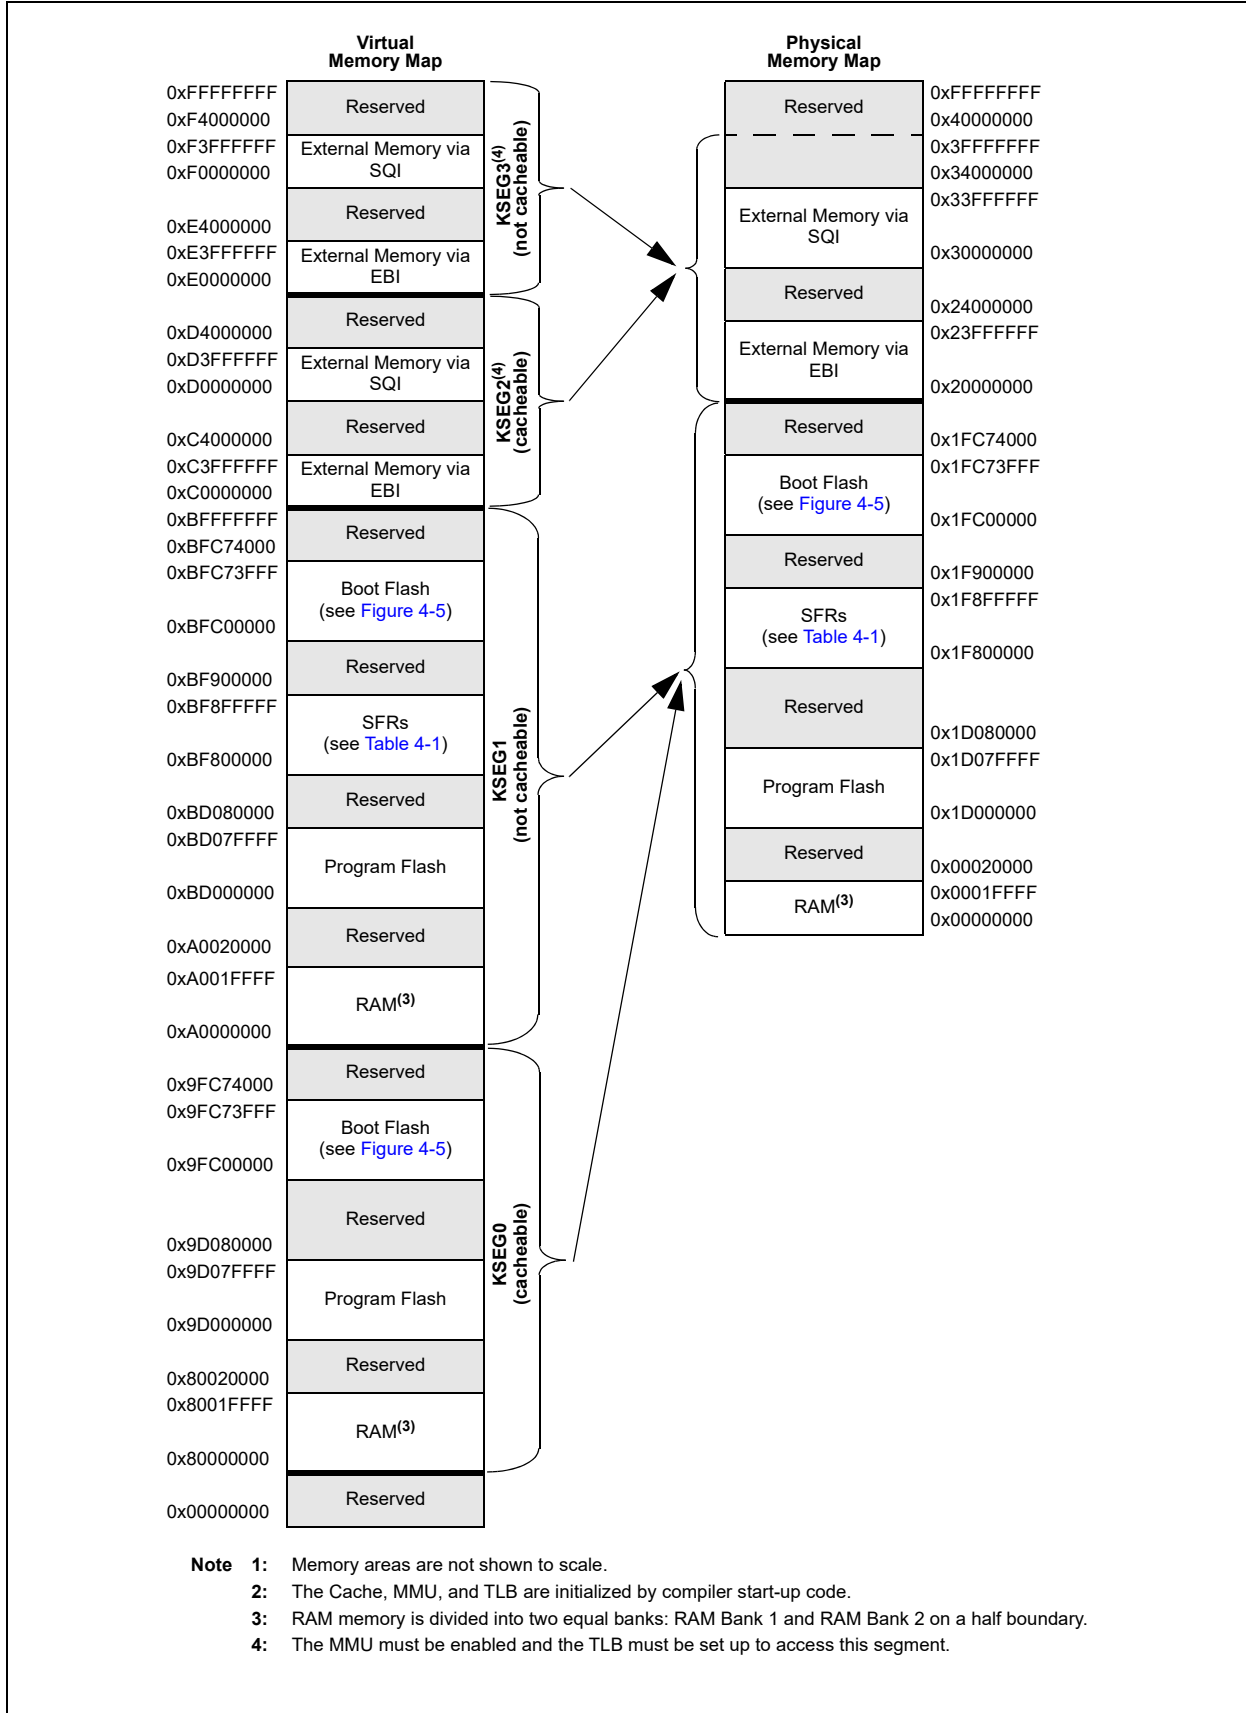 Virtual
Memory Map
0xFFFFFFFF
Reserved
0xF4000000
0xF3FFFFFF
External Memory via
SQI
0xF0000000
Reserved
0xE4000000
0xE3FFFFFF
External Memory via
EBI
0xE0000000
KSEG3(4)
(not cacheable)
Reserved
0xD4000000
0xD3FFFFFF
External Memory via
SQI
0xD0000000
Reserved
0xC4000000
0xC3FFFFFF
External Memory via
EBI
0xC0000000
KSEG2(4)
(cacheable)
0xBFFFFFFF
Reserved
0xBFC74000
0xBFC73FFF
Boot Flash
(see Figure 4-5)
0xBFC00000
Reserved
0xBF900000
0xBF8FFFFF
SFRs
(see Table 4-1)
0xBF800000
Reserved
0xBD080000
0xBD07FFFF
Program Flash
0xBD000000
Reserved
0xA0020000
0xA001FFFF
RAM(3)
0xA0000000
KSEG1
(not cacheable)
Reserved
0x9FC74000
0x9FC73FFF
Boot Flash
(see Figure 4-5)
0x9FC00000
Reserved
0x9D080000
0x9D07FFFF
Program Flash
0x9D000000
Reserved
0x80020000
0x8001FFFF
RAM(3)
0x80000000
KSEG0
(cacheable)
Reserved
0x00000000
Physical
Memory Map
0xFFFFFFFF
Reserved
0x40000000
0x3FFFFFFF
0x34000000
0x33FFFFFF
External Memory via
SQI
0x30000000
Reserved
0x24000000
0x23FFFFFF
External Memory via
EBI
0x20000000
Reserved
0x1FC74000
0x1FC73FFF
Boot Flash
(see Figure 4-5)
0x1FC00000
Reserved
0x1F900000
0x1F8FFFFF
SFRs
(see Table 4-1)
0x1F800000
Reserved
0x1D080000
0x1D07FFFF
Program Flash
0x1D000000
Reserved
0x00020000
0x0001FFFF
RAM(3)
0x00000000
Note 1: Memory areas are not shown to scale.
2: The Cache, MMU, and TLB are initialized by compiler start-up code.
3: RAM memory is divided into two equal banks: RAM Bank 1 and RAM Bank 2 on a half boundary.
4: The MMU must be enabled and the TLB must be set up to access this segment.